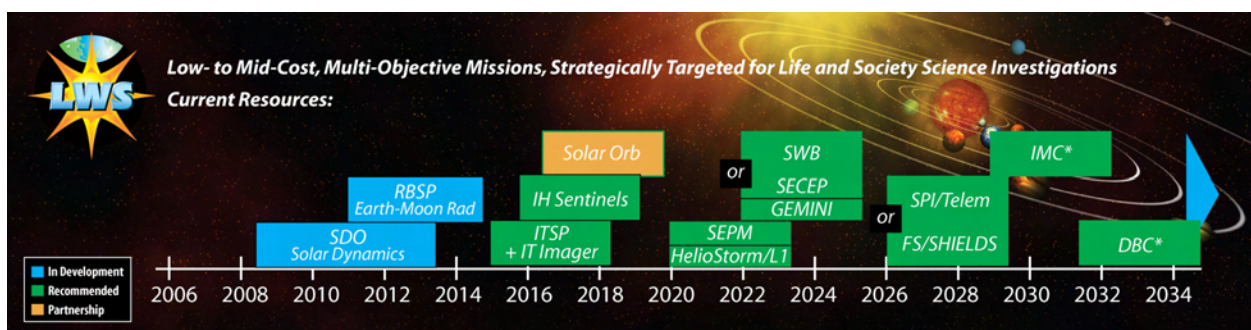 LWS
Low- to Mid-Cost, Multi-Objective Missions, Strategically Targeted for Life and Society Science Investigations
Current Resources:
Solar Orb
or
SWB
IMC*
RBSP
Earth-Moon Rad
IH Sentinels
SECEP
GEMINI
or
SPI/Telem
SDO
Solar Dynamics
ITSP
+ IT Imager
SEPM
HelioStorm/L1
FS/SHIELDS
DBC*
In Development
Recommended
Partnership
2006 2008 2010 2012 2014 2016 2018 2020 2022 2024 2026 2028 2030 2032 2034